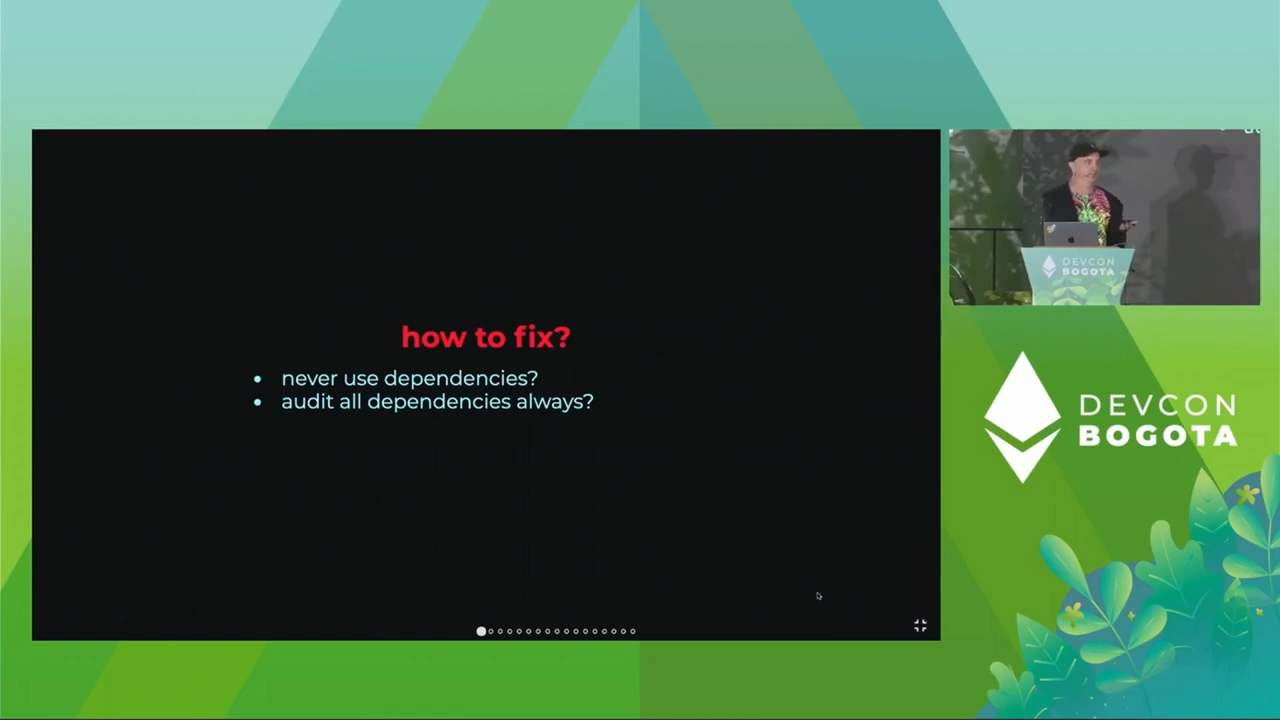 how to fix?
• never use dependencies?
• audit all dependencies always?
DEVCON
BOGOTA
DEVCON
BOGOTA